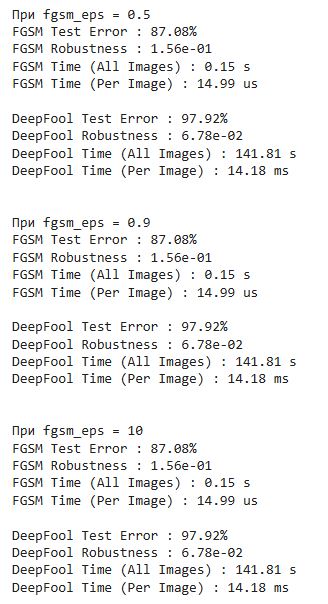 При fgsm_eps = 0.5
FGSM Test Error : 87.08%
FGSM Robustness : 1.56e-01
FGSM Time (All Images) : 0.15 s
FGSM Time (Per Image) : 14.99 us
DeepFool Test Error : 97.92%
DeepFool Robustness : 6.78e-02
DeepFool Time (All Images) : 141.81 s
DeepFool Time (Per Image) : 14.18 ms
При fgsm_eps = 0.9
FGSM Test Error : 87.08%
FGSM Robustness : 1.56e-01
FGSM Time (All Images) : 0.15 s
FGSM Time (Per Image) : 14.99 us
DeepFool Test Error : 97.92%
DeepFool Robustness : 6.78e-02
DeepFool Time (All Images) : 141.81 s
DeepFool Time (Per Image) : 14.18 ms
При fgsm_eps = 10
FGSM Test Error : 87.08%
FGSM Robustness : 1.56e-01
FGSM Time (All Images) : 0.15 s
FGSM Time (Per Image) : 14.99 us
DeepFool Test Error : 97.92%
DeepFool Robustness : 6.78e-02
DeepFool Time (All Images) : 141.81 s
DeepFool Time (Per Image) : 14.18 ms